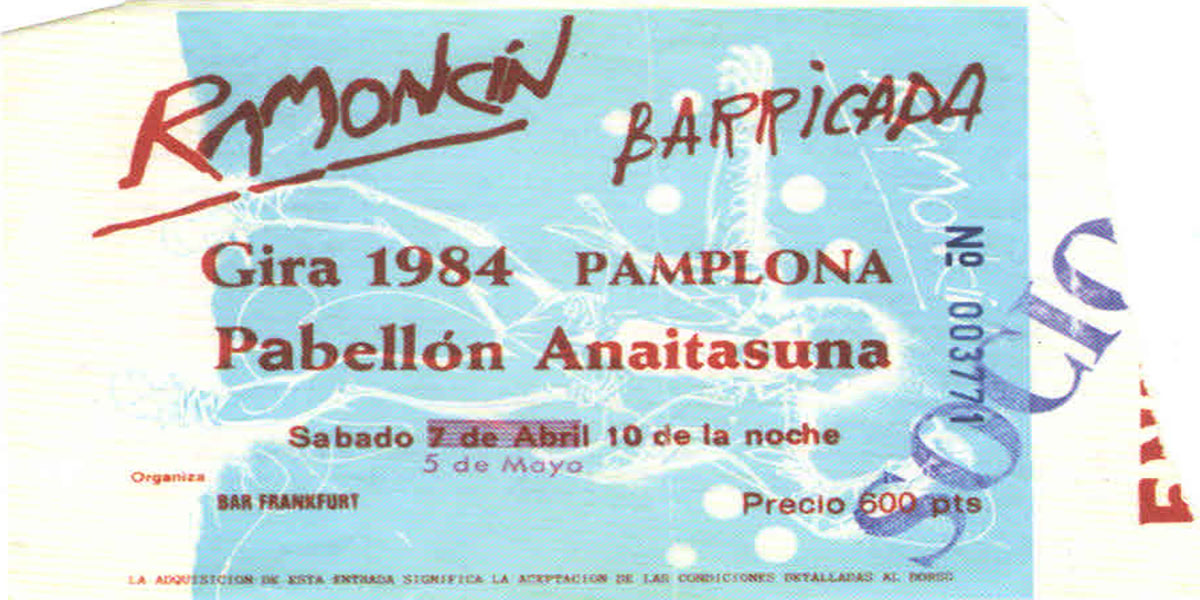 RAMONCÍN
BARRICADA
Gira 1984 PAMPLONA
Pabellón Anaitasuna
Sabado 7 de Abril 10 de la noche
5 de Mayo
Organiza
BAR FRANKFURT
Precio 600 pts
LA ADQUISICION DE ESTA ENTRADA SIGNIFICA LA ACEPTACION DE LAS CONDICIONES DETALLADAS AL DORSO
Nº 003771
SOCIO